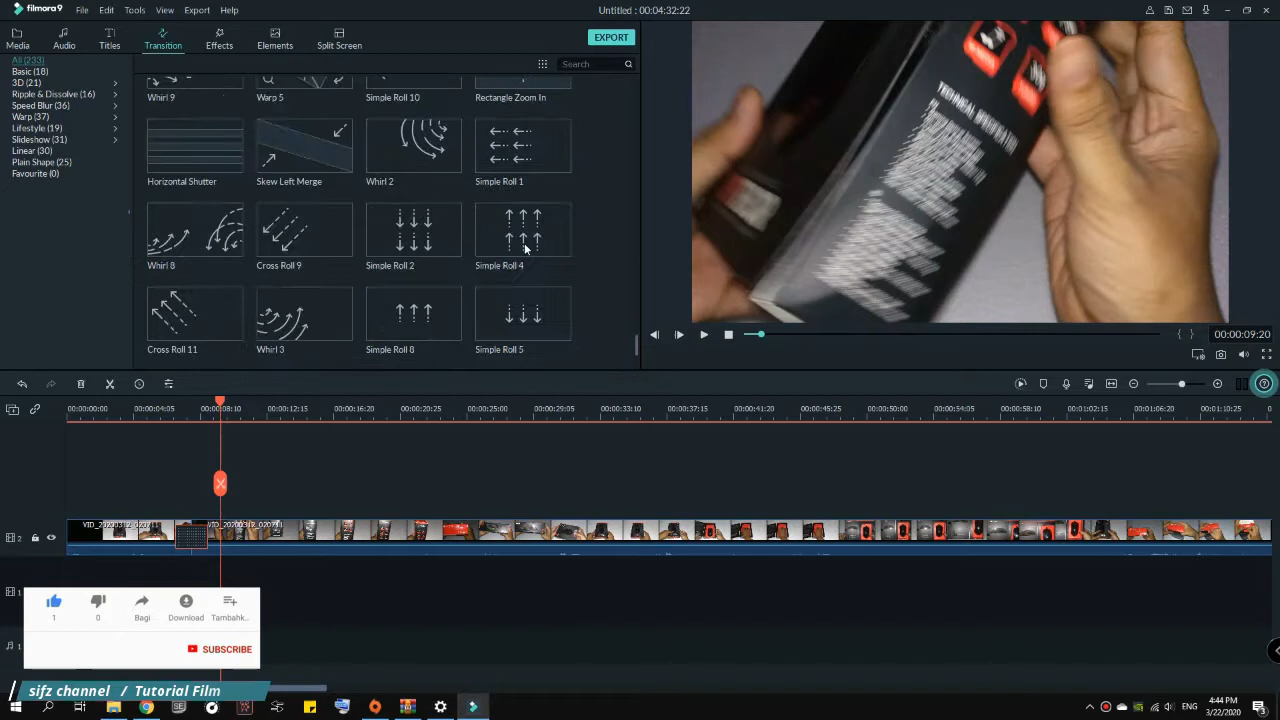 filmora9 File Edit Tools View Export Help Untitled : 00:04:32:22
Media Audio Titles Transition Effects Elements Split Screen EXPORT
All (233)
Basic (18)
3D (21)
Ripple & Dissolve (16)
Speed Blur (36)
Warp (37)
Lifestyle (19)
Slideshow (31)
Linear (30)
Plain Shape (25)
Favourite (0)
Search
Whirl 9 Warp 5 Simple Roll 10 Rectangle Zoom In
Horizontal Shutter Skew Left Merge Whirl 2 Simple Roll 1
Whirl 8 Cross Roll 9 Simple Roll 2 Simple Roll 4
Cross Roll 11 Whirl 3 Simple Roll 8 Simple Roll 5
TECHNICAL
00:00:09:20
00:00:00:00 00:00:04:05 00:00:08:10 00:00:12:15 00:00:16:20 00:00:20:25 00:00:25:00 00:00:29:05 00:00:33:10 00:00:37:15 00:00:41:20 00:00:45:25 00:00:50:00 00:00:54:05 00:00:58:10 00:01:02:15 00:01:06:20 00:01:10:25 0
2
1
1
1 0 Bagi Download Tambahk...
SUBSCRIBE
sifz channel / Tutorial Film
4:44 PM
3/22/2020